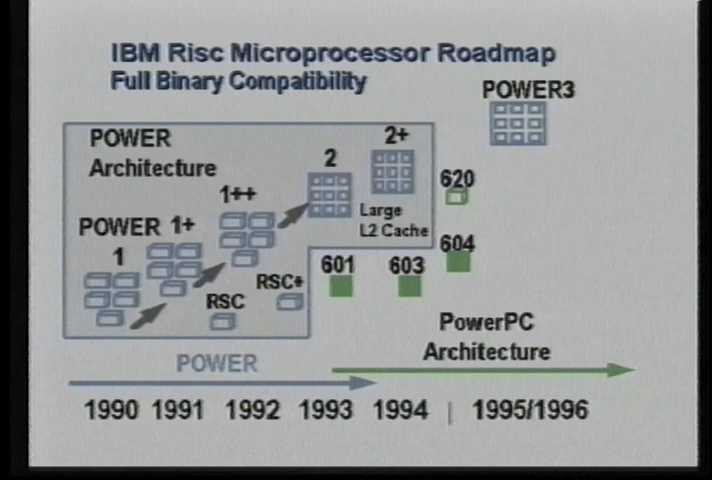 IBM Risc Microprocessor Roadmap
Full Binary Compatibility
POWER3
POWER
Architecture
2+
2
620
1++
Large
L2 Cache
POWER 1+
1
604
601
603
RSC+
RSC
PowerPC
Architecture
POWER
1990 1991 1992 1993 1994 | 1995/1996